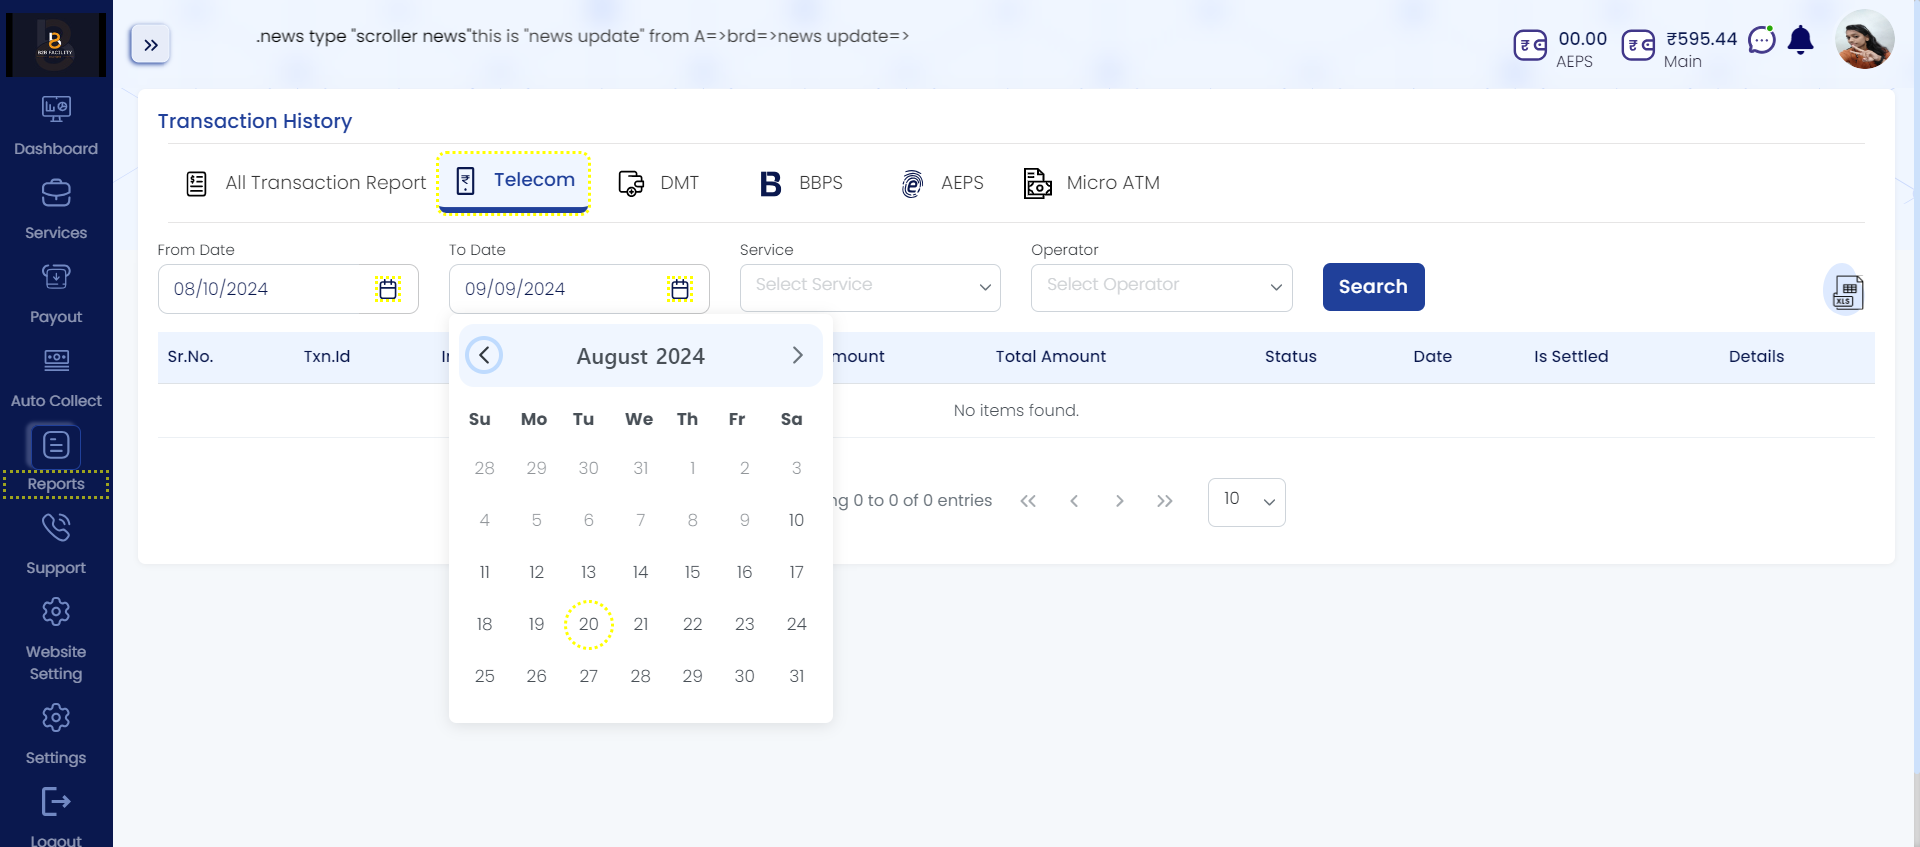 B2B FACILITY
.news type "scroller news"this is "news update" from A=>brd=>news update=>
00.00
AEPS
₹595.44
Main
Dashboard
Services
Payout
Auto Collect
Reports
Support
Website
Setting
Settings
Logout
Transaction History
All Transaction Report
Telecom
DMT
BBPS
AEPS
Micro ATM
From Date
To Date
Service
Operator
08/10/2024
09/09/2024
Select Service
Select Operator
Search
XLS
Sr.No.
Txn.Id
mount
Total Amount
Status
Date
Is Settled
Details
No items found.
ng 0 to 0 of 0 entries
10
August 2024
Su Mo Tu We Th Fr Sa
28 29 30 31 1 2 3
4 5 6 7 8 9 10
11 12 13 14 15 16 17
18 19 20 21 22 23 24
25 26 27 28 29 30 31